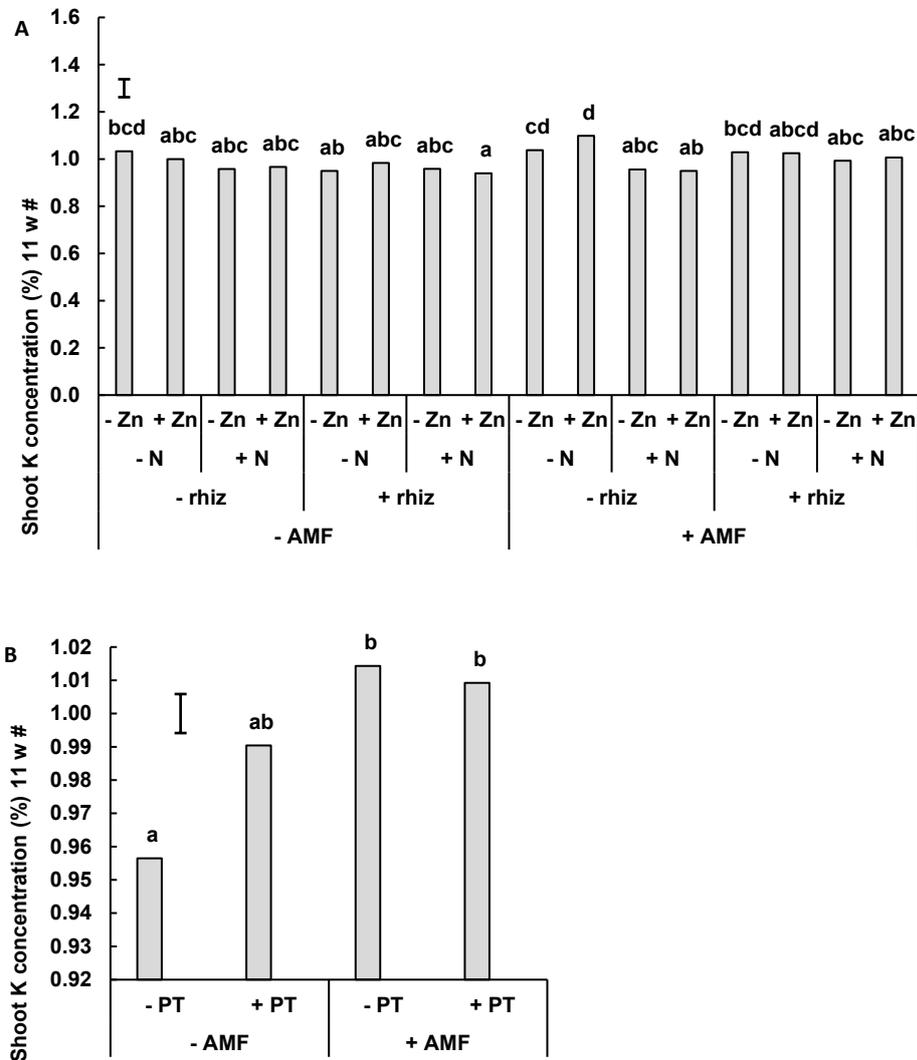 A
Shoot K concentration (%) 11 w #
1.6
1.4
1.2
1.0
0.8
0.6
0.4
0.2
0.0
bcd abc abc abc ab abc abc a cd d abc ab bcd abcd abc abc
- Zn + Zn - Zn + Zn - Zn + Zn - Zn + Zn - Zn + Zn - Zn + Zn - Zn + Zn - Zn + Zn
- N + N - N + N - N + N - N + N
- rhiz + rhiz - rhiz + rhiz
- AMF + AMF
B
Shoot K concentration (%) 11 w #
1.02
1.01
1.00
0.99
0.98
0.97
0.96
0.95
0.94
0.93
0.92
a ab b b
- PT + PT - PT + PT
- AMF + AMF